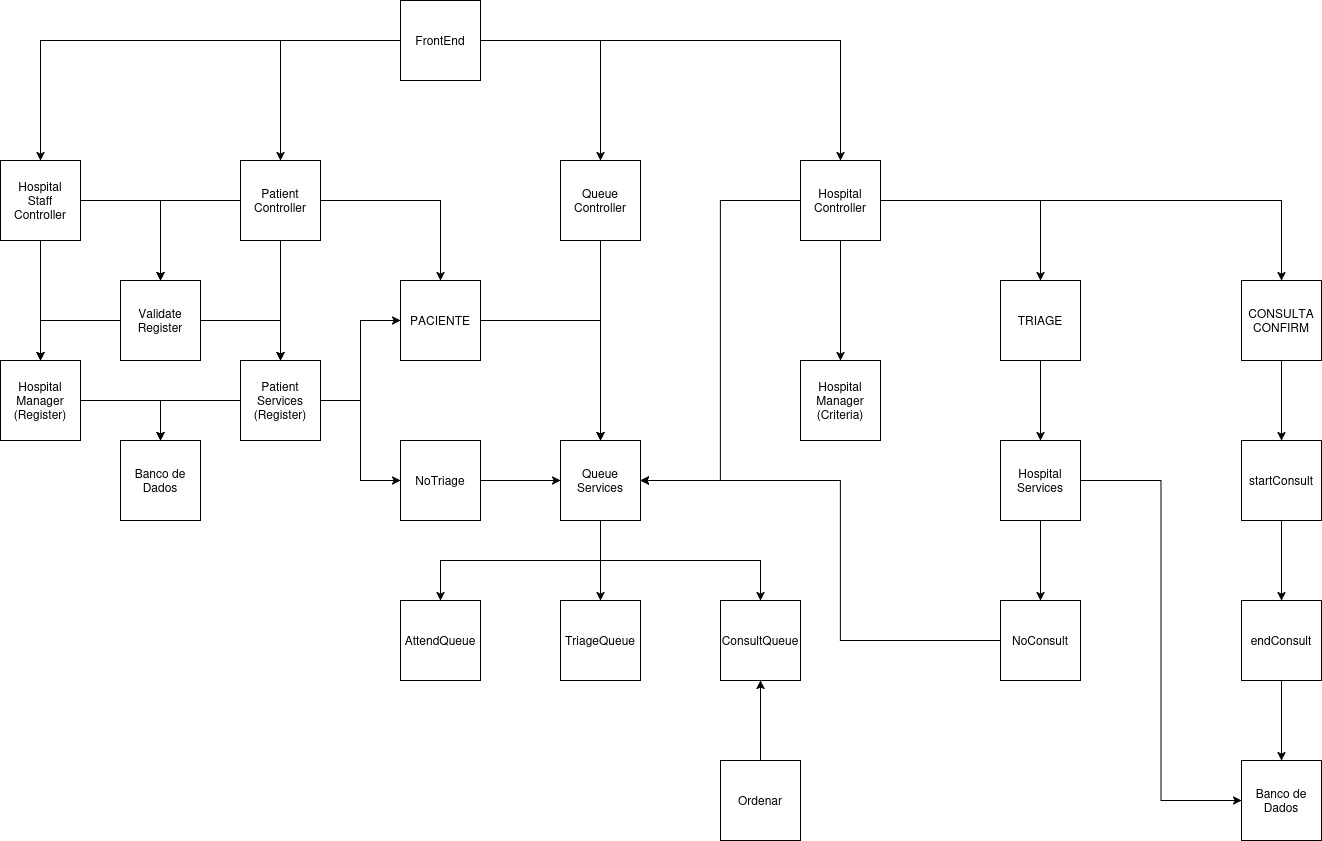 FrontEnd
Hospital
Staff
Controller
Patient
Controller
Queue
Controller
Hospital
Controller
Validate
Register
PACIENTE
TRIAGE
CONSULTA
CONFIRM
Hospital
Manager
(Register)
Patient
Services
(Register)
Hospital
Manager
(Criteria)
Banco de
Dados
NoTriage
Queue
Services
Hospital
Services
startConsult
AttendQueue
TriageQueue
ConsultQueue
NoConsult
endConsult
Ordenar
Banco de
Dados